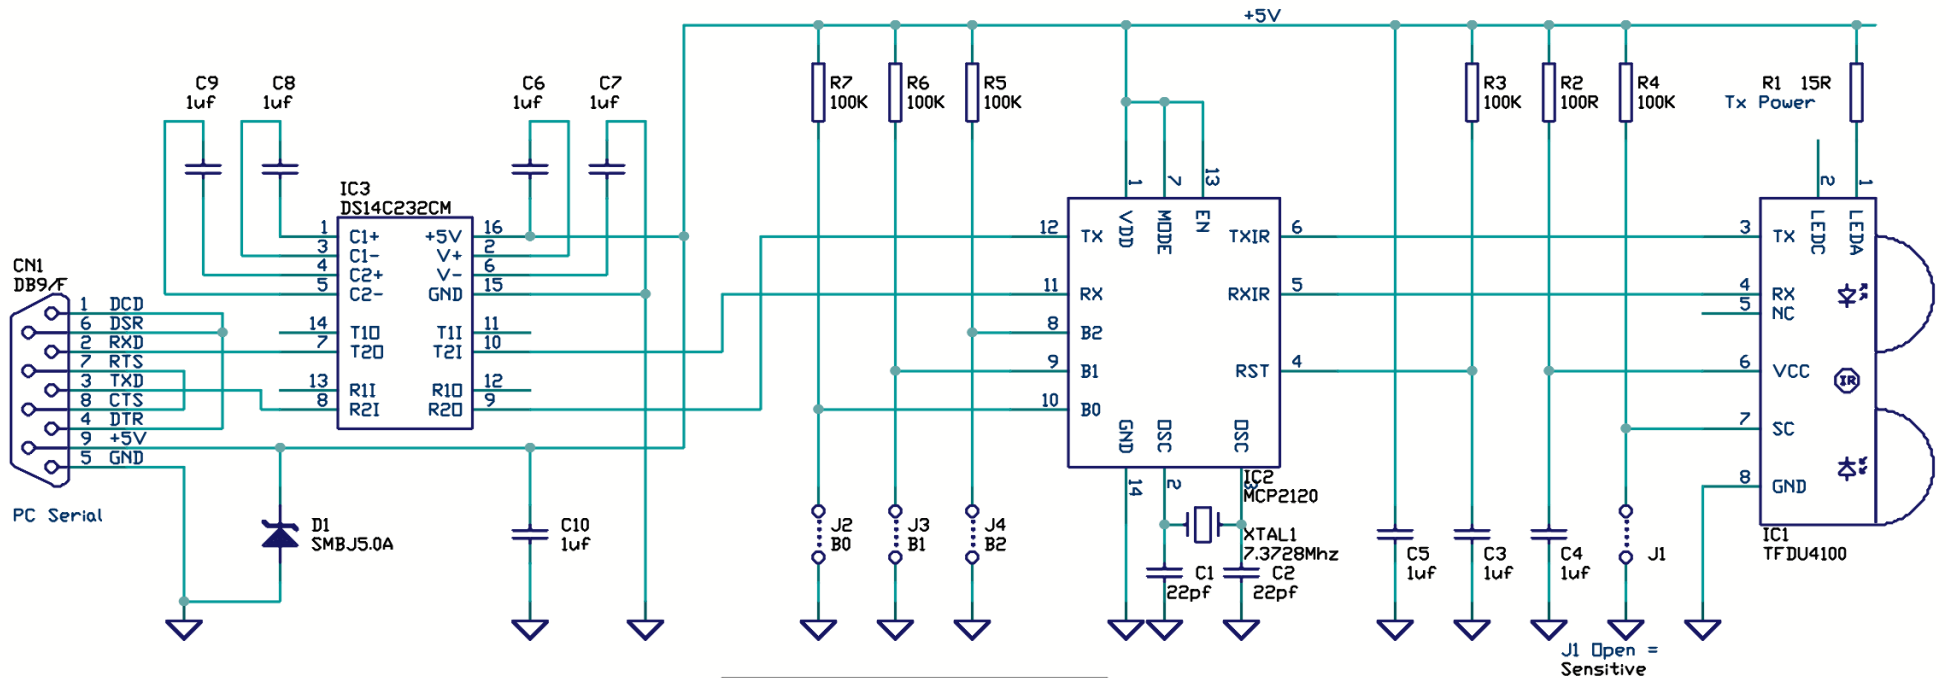 +5V
C9
1uf
C8
1uf
C6
1uf
C7
1uf
R7
100K
R6
100K
R5
100K
R3
100K
R2
100R
R4
100K
R1 15R
Tx Power
IC3
DS14C232CM
1 C1+
3 C1-
4 C2+
5 C2-
14 T1O
7 T2O
13 R1I
8 R2I
+5V 16
V+ 2
V- 6
GND 15
T1I 11
T2I 10
R1O 12
R2O 9
CN1
DB9/F
1 DCD
6 DSR
2 RXD
7 RTS
3 TXD
8 CTS
4 DTR
9 +5V
5 GND
PC Serial
D1
SMBJ5.0A
C10
1uf
J2
B0
J3
B1
J4
B2
1
7
13
VDD
MODE
EN
12 TX
11 RX
8 B2
9 B1
10 B0
TXIR 6
RXIR 5
RST 4
GND
OSC
OSC
14
2
3
IC2
MCP2120
XTAL1
7.3728Mhz
C1
22pf
C2
22pf
C5
1uf
C3
1uf
C4
1uf
J1
J1 Open =
Sensitive
2
1
LEDC
LEDA
3 TX
4 RX
5 NC
6 VCC
7 SC
8 GND
IR
IC1
TFDU4100